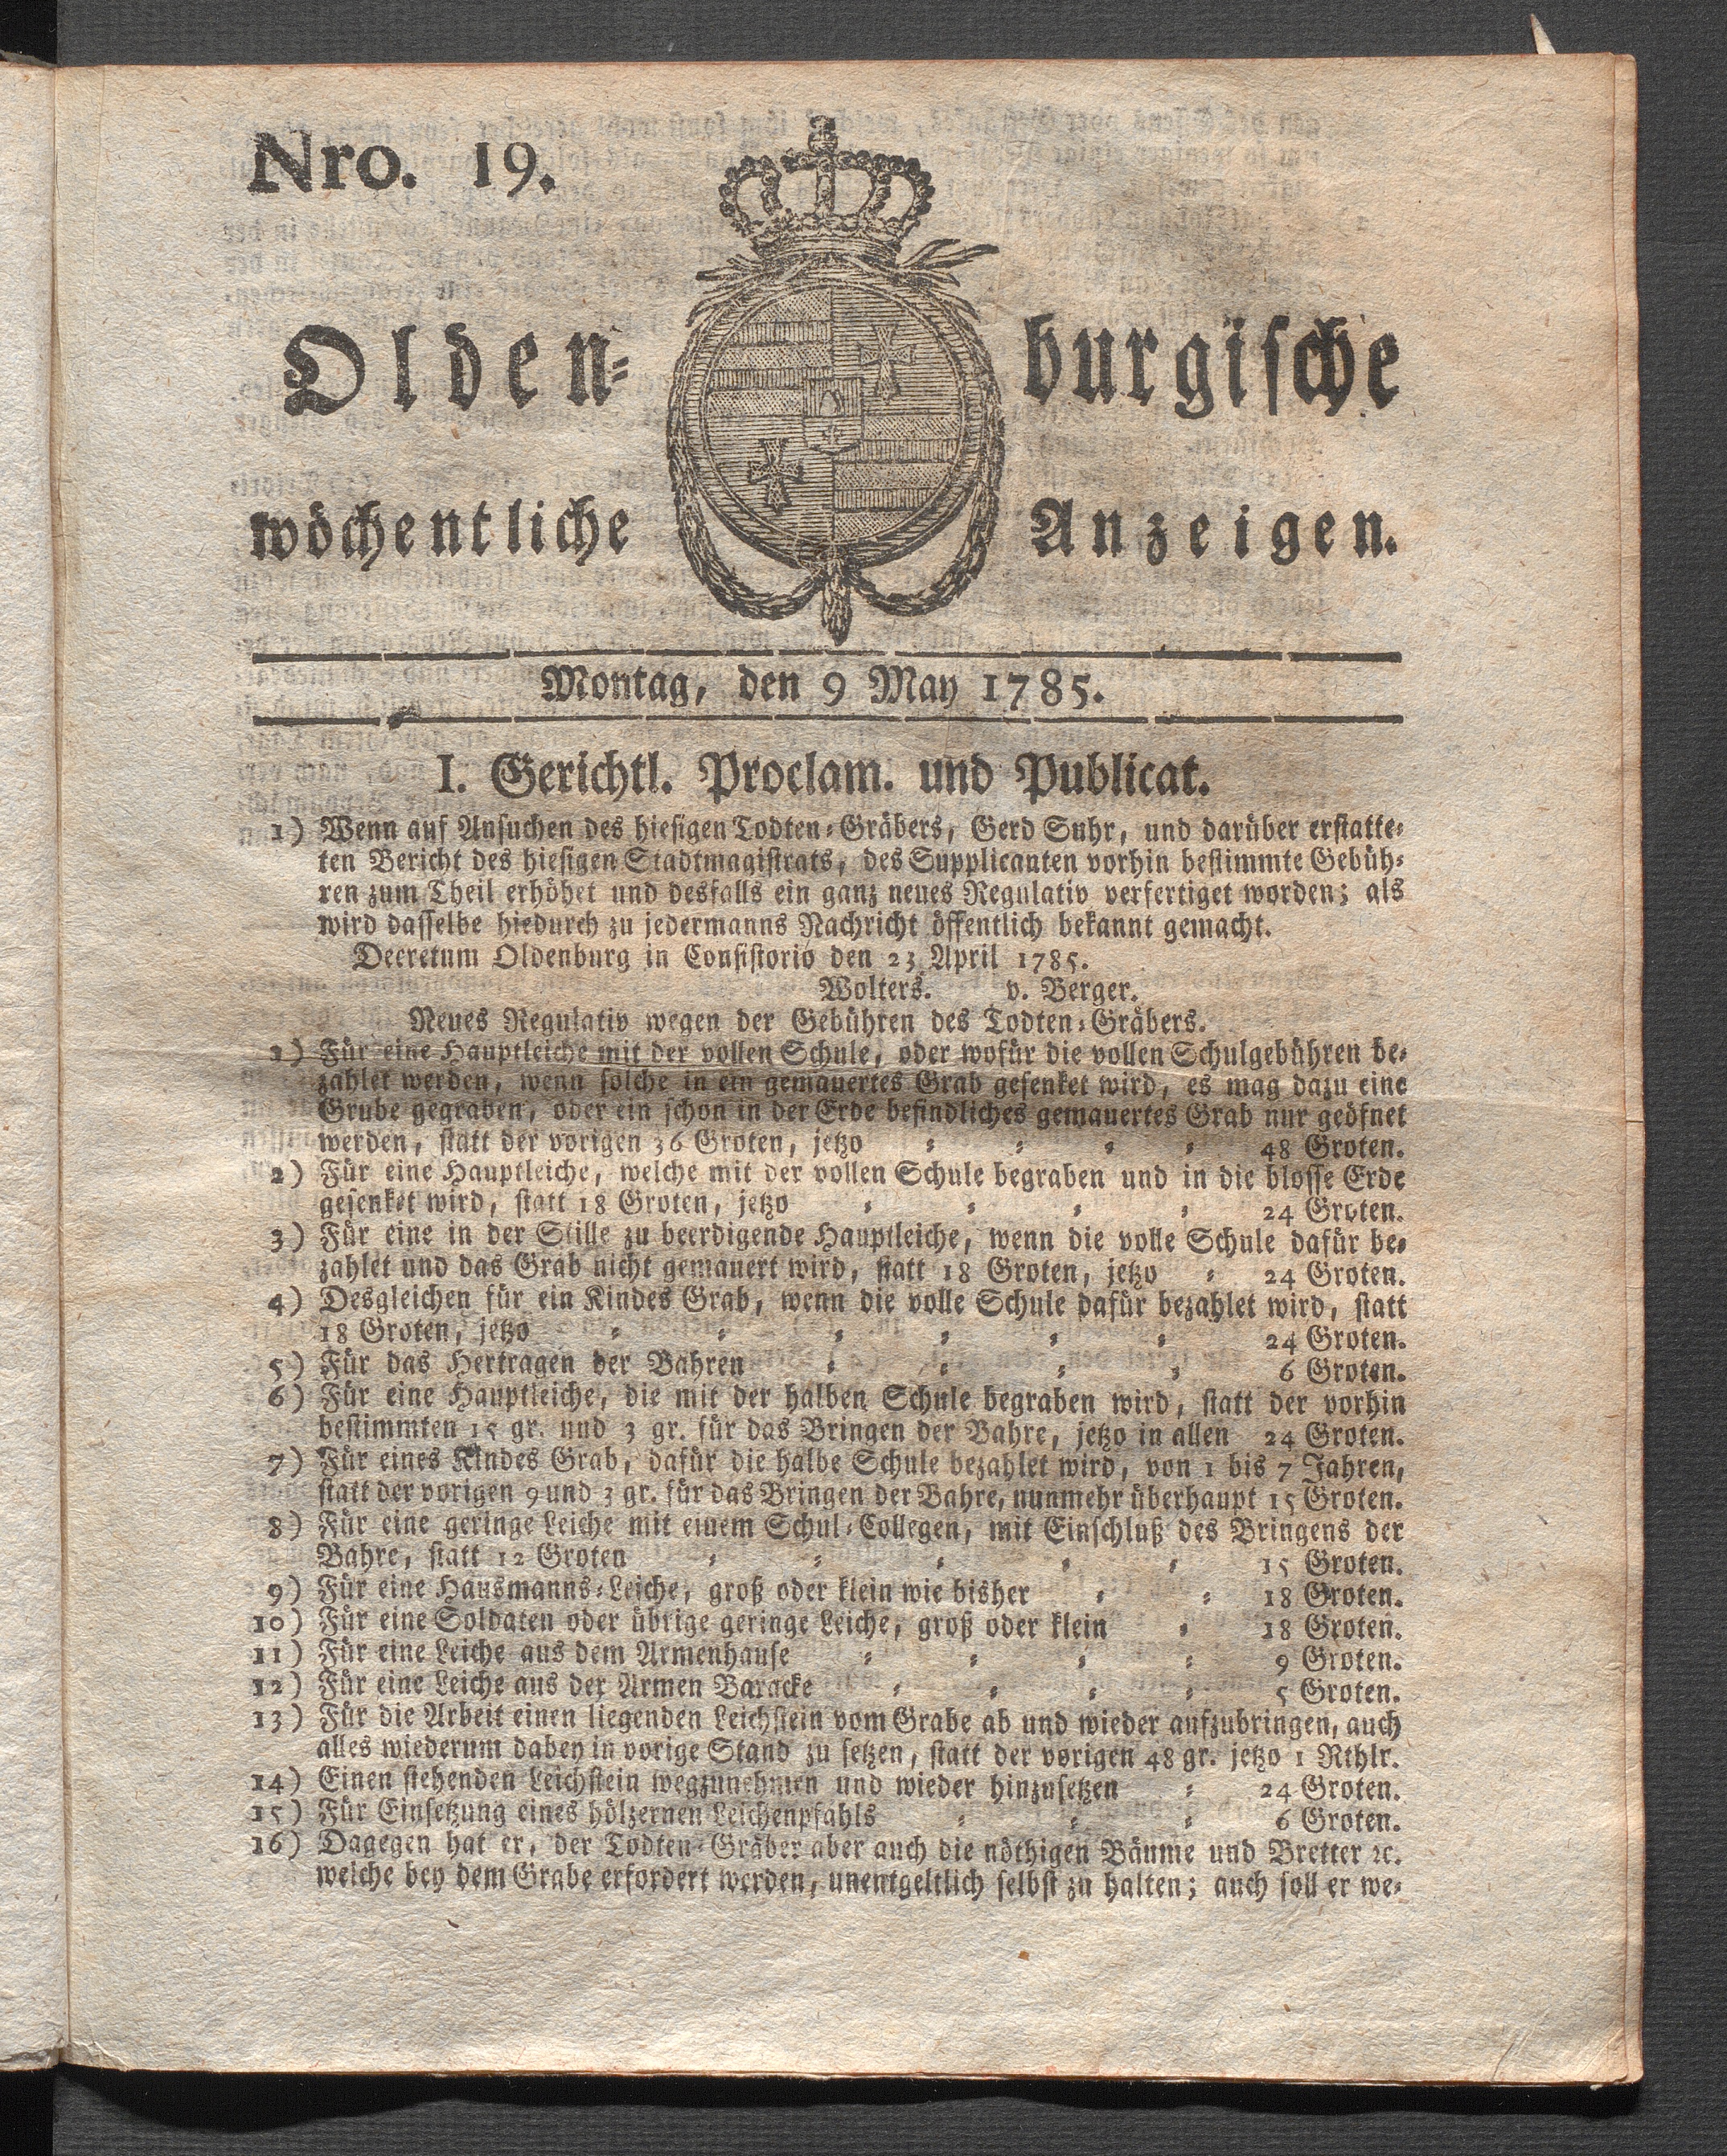 Nro. 19.
Olden-burgische
wöchentliche Anzeigen.
Montag, den 9 May 1785.
I. Gerichtl. Proclam. und Publicat.
1) Wenn auf Ansuchen des hiesigen Todten-Gräbers, Gerd Suhr, und darüber erstatte-
ten Bericht des hiesigen Stadtmagistrats, des Supplicanten vorhin bestimmte Gebüh-
ren zum Theil erhöhet und desfalls ein ganz neues Regulativ verfertiget worden; als
wird dasselbe hiedurch zu jedermanns Nachricht öffentlich bekannt gemacht.
Decretum Oldenburg in Consistorio den 23 April 1785.
Wolters. v. Berger.
Neues Regulativ wegen der Gebühren des Todten-Gräbers.
1) Für eine Hauptleiche mit der vollen Schule, oder wofür die vollen Schulgebühren be-
zahlet werden, wenn solche in ein gemauertes Grab gesenket wird, es mag dazu eine
Grube gegraben, oder ein schon in der Erde befindliches gemauertes Grab nur geöfnet
werden, statt der vorigen 36 Groten, jetzo - - - - 48 Groten.
2) Für eine Hauptleiche, welche mit der vollen Schule begraben und in die blosse Erde
gesenket wird, statt 18 Groten, jetzo - - - - 24 Groten.
3) Für eine in der Stille zu beerdigende Hauptleiche, wenn die volle Schule dafür be-
zahlet und das Grab nicht gemauert wird, statt 18 Groten, jetzo - 24 Groten.
4) Desgleichen für ein Kindes Grab, wenn die volle Schule dafür bezahlet wird, statt
18 Groten, jetzo - - - - - - 24 Groten.
5) Für das Hertragen der Bahren - - - - 6 Groten.
6) Für eine Hauptleiche, die mit der halben Schule begraben wird, statt der vorhin
bestimmten 15 gr. und 3 gr. für das Bringen der Bahre, jetzo in allen 24 Groten.
7) Für eines Kindes Grab, dafür die halbe Schule bezahlet wird, von 1 bis 7 Jahren,
statt der vorigen 9 und 3 gr. für das Bringen der Bahre, nunmehr überhaupt 15 Groten.
8) Für eine geringe Leiche mit einem Schul-Collegen, mit Einschluß des Bringens der
Bahre, statt 12 Groten - - - - - 15 Groten.
9) Für eine Hausmanns-Leiche, groß oder klein wie bisher - - 18 Groten.
10) Für eine Soldaten oder übrige geringe Leiche, groß oder klein - 18 Groten.
11) Für eine Leiche aus dem Armenhause - - - - 9 Groten.
12) Für eine Leiche aus der Armen Baracke - - - - 5 Groten.
13) Für die Arbeit einen liegenden Leichstein vom Grabe ab und wieder aufzubringen, auch
alles wiederum dabey in vorige Stand zu setzen, statt der vorigen 48 gr. jetzo 1 Rthlr.
14) Einen stehenden Leichstein wegzunehmen und wieder hinzusetzen - 24 Groten.
15) Für Einsetzung eines hölzernen Leichenpfahls - - - 6 Groten.
16) Dagegen hat er, der Todten-Gräber aber auch die nöthigen Bäume und Bretter ꝛc.
welche bey dem Grabe erfordert werden, unentgeltlich selbst zu halten; auch soll er we-